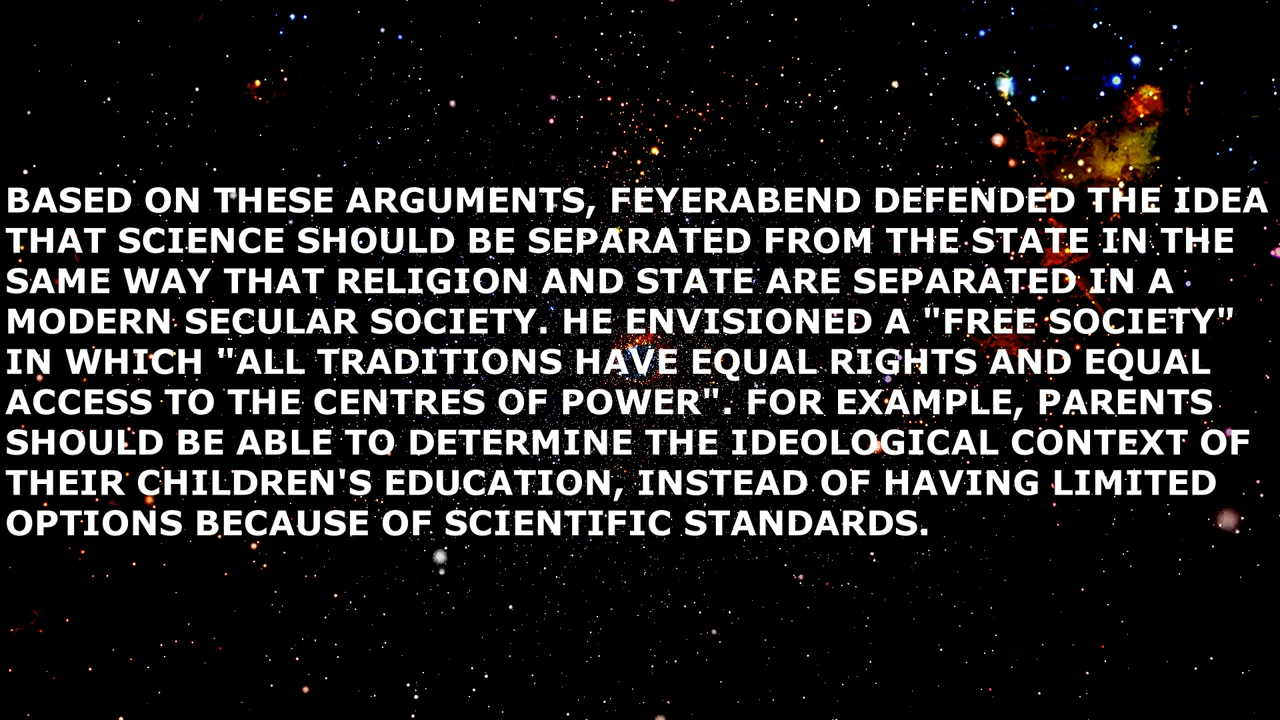 BASED ON THESE ARGUMENTS, FEYERABEND DEFENDED THE IDEA
THAT SCIENCE SHOULD BE SEPARATED FROM THE STATE IN THE
SAME WAY THAT RELIGION AND STATE ARE SEPARATED IN A
MODERN SECULAR SOCIETY. HE ENVISIONED A "FREE SOCIETY"
IN WHICH "ALL TRADITIONS HAVE EQUAL RIGHTS AND EQUAL
ACCESS TO THE CENTRES OF POWER". FOR EXAMPLE, PARENTS
SHOULD BE ABLE TO DETERMINE THE IDEOLOGICAL CONTEXT OF
THEIR CHILDREN'S EDUCATION, INSTEAD OF HAVING LIMITED
OPTIONS BECAUSE OF SCIENTIFIC STANDARDS.